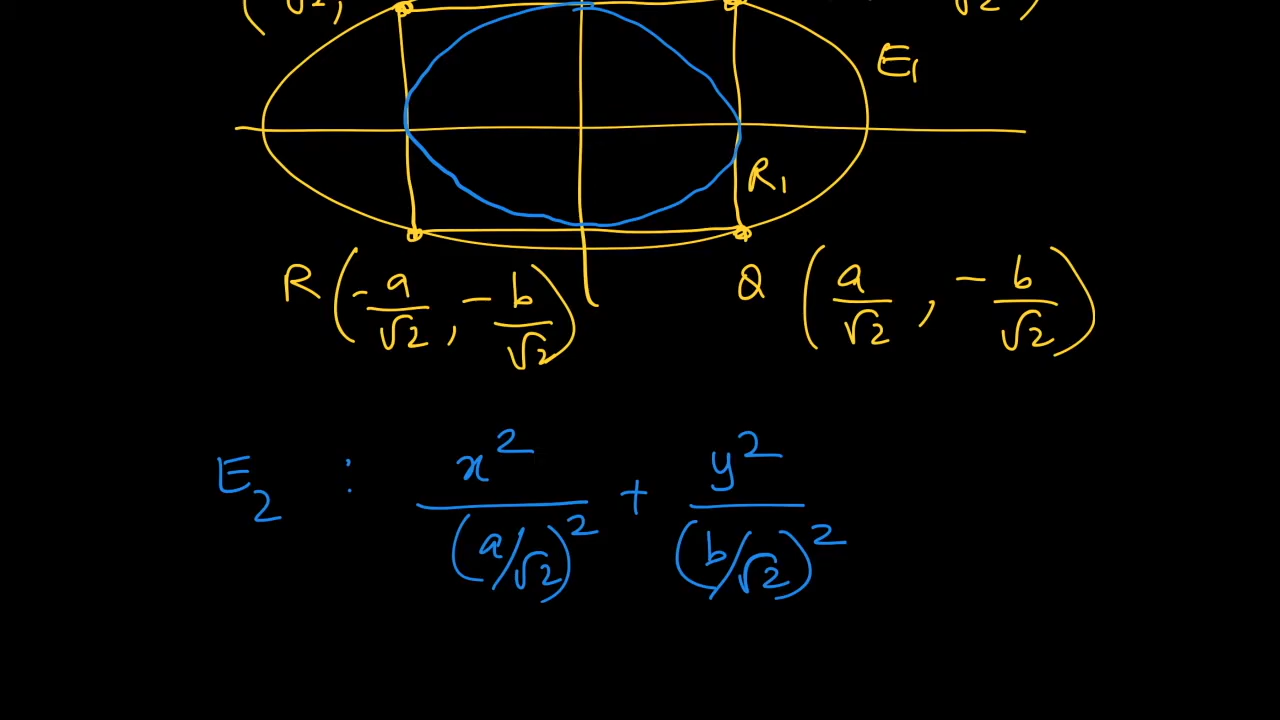 E₁
R₁
R (-a/√2, -b/√2) Q (a/√2, -b/√2)
E₂ : x²/(a/√2)² + y²/(b/√2)²